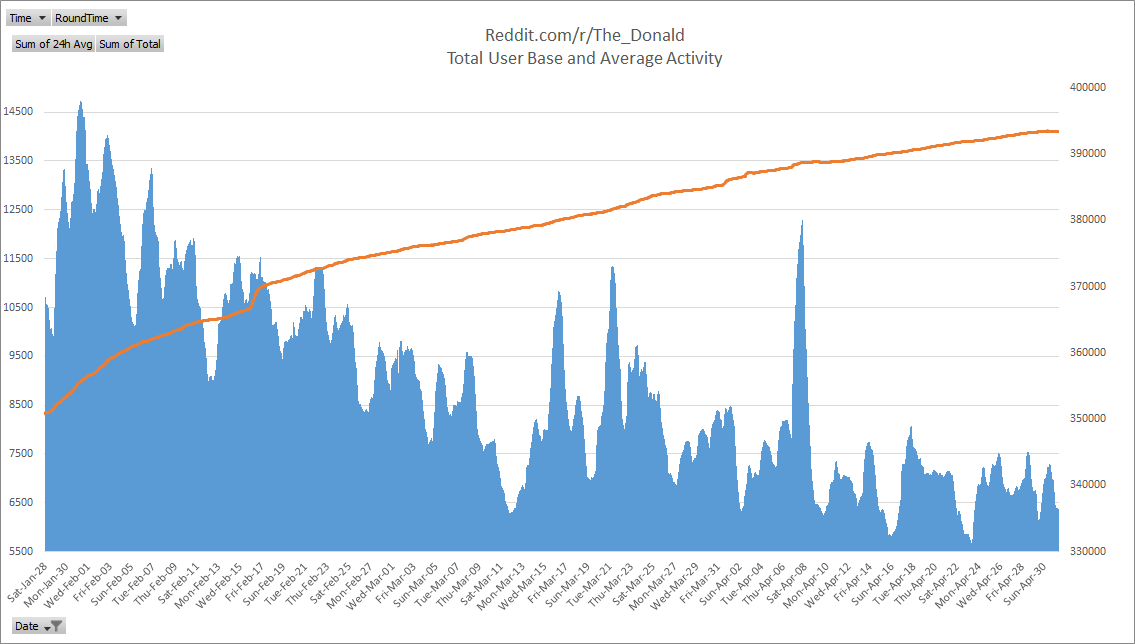 Time RoundTime
Sum of 24h Avg Sum of Total
Reddit.com/r/The_Donald
Total User Base and Average Activity
14500
13500
12500
11500
10500
9500
8500
7500
6500
5500
400000
390000
380000
370000
360000
350000
340000
330000
Sat-Jan-28
Mon-Jan-30
Wed-Feb-01
Fri-Feb-03
Sun-Feb-05
Tue-Feb-07
Thu-Feb-09
Sat-Feb-11
Mon-Feb-13
Wed-Feb-15
Fri-Feb-17
Sun-Feb-19
Tue-Feb-21
Thu-Feb-23
Sat-Feb-25
Mon-Feb-27
Wed-Mar-01
Fri-Mar-03
Sun-Mar-05
Tue-Mar-07
Thu-Mar-09
Sat-Mar-11
Mon-Mar-13
Wed-Mar-15
Fri-Mar-17
Sun-Mar-19
Tue-Mar-21
Thu-Mar-23
Sat-Mar-25
Mon-Mar-27
Wed-Mar-29
Fri-Mar-31
Sun-Apr-02
Tue-Apr-04
Thu-Apr-06
Sat-Apr-08
Mon-Apr-10
Wed-Apr-12
Fri-Apr-14
Sun-Apr-16
Tue-Apr-18
Thu-Apr-20
Sat-Apr-22
Mon-Apr-24
Wed-Apr-26
Fri-Apr-28
Sun-Apr-30
Date